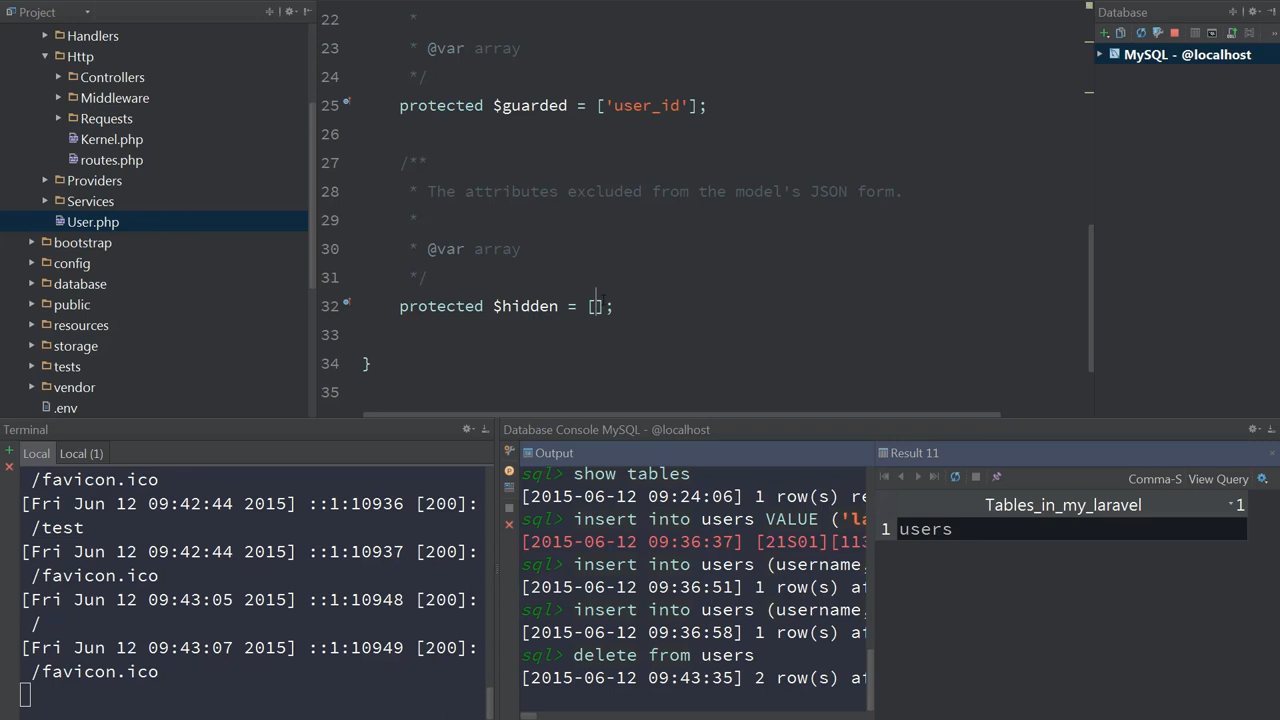 Project
Handlers
Http
Controllers
Middleware
Requests
Kernel.php
routes.php
Providers
Services
User.php
bootstrap
config
database
public
resources
storage
tests
vendor
.env
22 *
23 * @var array
24 */
25 protected $guarded = ['user_id'];
26
27 /**
28 * The attributes excluded from the model's JSON form.
29 *
30 * @var array
31 */
32 protected $hidden = [];
33
34 }
35
Database
MySQL - @localhost
Terminal
Local Local (1)
/favicon.ico
[Fri Jun 12 09:42:44 2015] ::1:10936 [200]:
/test
[Fri Jun 12 09:42:44 2015] ::1:10937 [200]:
/favicon.ico
[Fri Jun 12 09:43:05 2015] ::1:10948 [200]:
/
[Fri Jun 12 09:43:07 2015] ::1:10949 [200]:
/favicon.ico
Database Console MySQL - @localhost
Output
sql> show tables
[2015-06-12 09:24:06] 1 row(s) re
sql> insert into users VALUE ('la
[2015-06-12 09:36:37] [21S01][113
sql> insert into users (username,
[2015-06-12 09:36:51] 1 row(s) af
sql> insert into users (username,
[2015-06-12 09:36:58] 1 row(s) af
sql> delete from users
[2015-06-12 09:43:35] 2 row(s) af
Result 11
Comma-S View Query
Tables_in_my_laravel 1
1 users